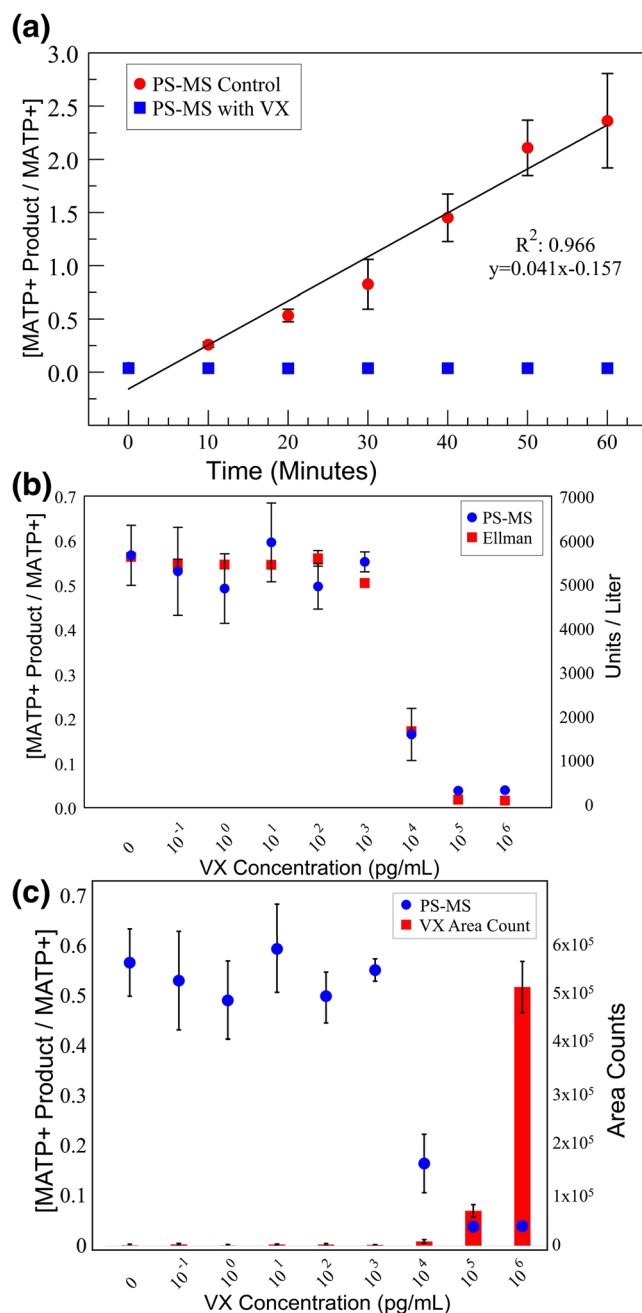 (a)
[MATP+ Product / MATP+]
3.0
2.5
2.0
1.5
1.0
0.5
0.0
PS-MS Control
PS-MS with VX
R²: 0.966
y=0.041x-0.157
0 10 20 30 40 50 60
Time (Minutes)
(b)
[MATP+ Product / MATP+]
0.7
0.6
0.5
0.4
0.3
0.2
0.1
0.0
PS-MS
Ellman
7000
6000
5000
4000
3000
2000
1000
0
Units / Liter
0 10⁻¹ 10⁰ 10¹ 10² 10³ 10⁴ 10⁵ 10⁶
VX Concentration (pg/mL)
(c)
[MATP+ Product / MATP+]
0.7
0.6
0.5
0.4
0.3
0.2
0.1
0
PS-MS
VX Area Count
6x10⁵
5x10⁵
4x10⁵
3x10⁵
2x10⁵
1x10⁵
0
Area Counts
0 10⁻¹ 10⁰ 10¹ 10² 10³ 10⁴ 10⁵ 10⁶
VX Concentration (pg/mL)